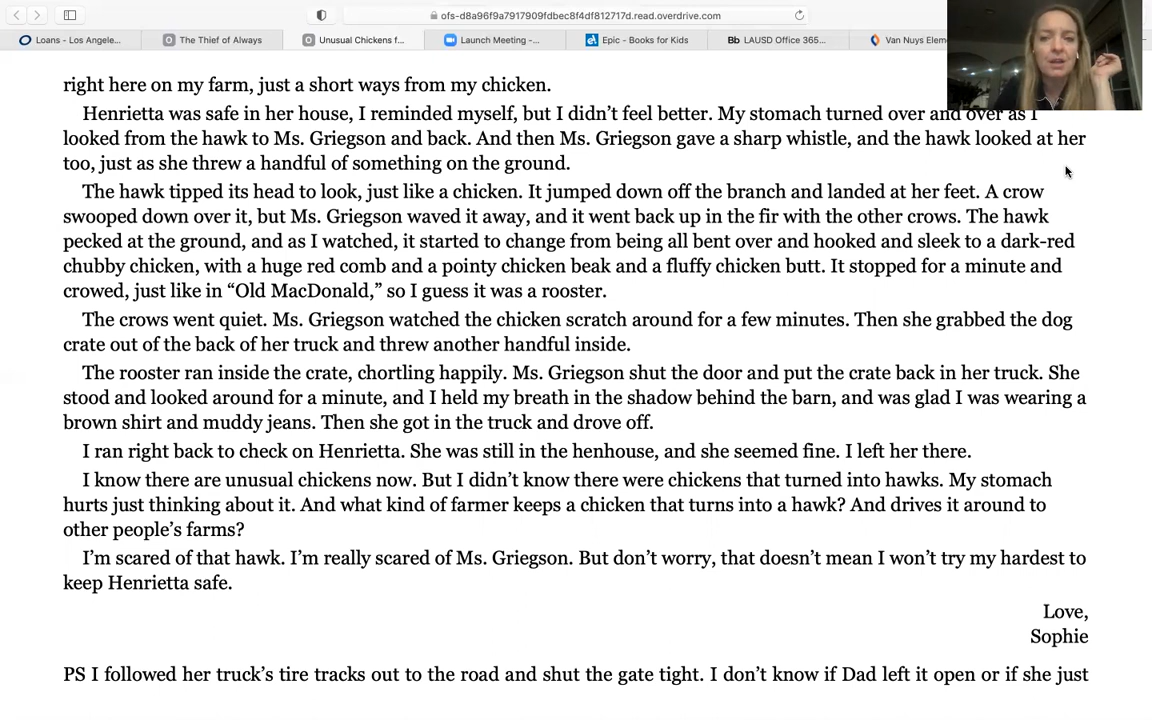 ofs-d8a96f9a7917909fdbec8f4df812717d.read.overdrive.com
Loans - Los Angele...
The Thief of Always
Unusual Chickens f...
Launch Meeting -...
Epic - Books for Kids
Bb LAUSD Office 365...
Van Nuys Elem
right here on my farm, just a short ways from my chicken.
Henrietta was safe in her house, I reminded myself, but I didn’t feel better. My stomach turned over and over as I
looked from the hawk to Ms. Griegson and back. And then Ms. Griegson gave a sharp whistle, and the hawk looked at her
too, just as she threw a handful of something on the ground.
The hawk tipped its head to look, just like a chicken. It jumped down off the branch and landed at her feet. A crow
swooped down over it, but Ms. Griegson waved it away, and it went back up in the fir with the other crows. The hawk
pecked at the ground, and as I watched, it started to change from being all bent over and hooked and sleek to a dark-red
chubby chicken, with a huge red comb and a pointy chicken beak and a fluffy chicken butt. It stopped for a minute and
crowed, just like in “Old MacDonald,” so I guess it was a rooster.
The crows went quiet. Ms. Griegson watched the chicken scratch around for a few minutes. Then she grabbed the dog
crate out of the back of her truck and threw another handful inside.
The rooster ran inside the crate, chortling happily. Ms. Griegson shut the door and put the crate back in her truck. She
stood and looked around for a minute, and I held my breath in the shadow behind the barn, and was glad I was wearing a
brown shirt and muddy jeans. Then she got in the truck and drove off.
I ran right back to check on Henrietta. She was still in the henhouse, and she seemed fine. I left her there.
I know there are unusual chickens now. But I didn’t know there were chickens that turned into hawks. My stomach
hurts just thinking about it. And what kind of farmer keeps a chicken that turns into a hawk? And drives it around to
other people’s farms?
I’m scared of that hawk. I’m really scared of Ms. Griegson. But don’t worry, that doesn’t mean I won’t try my hardest to
keep Henrietta safe.
Love,
Sophie
PS I followed her truck’s tire tracks out to the road and shut the gate tight. I don’t know if Dad left it open or if she just